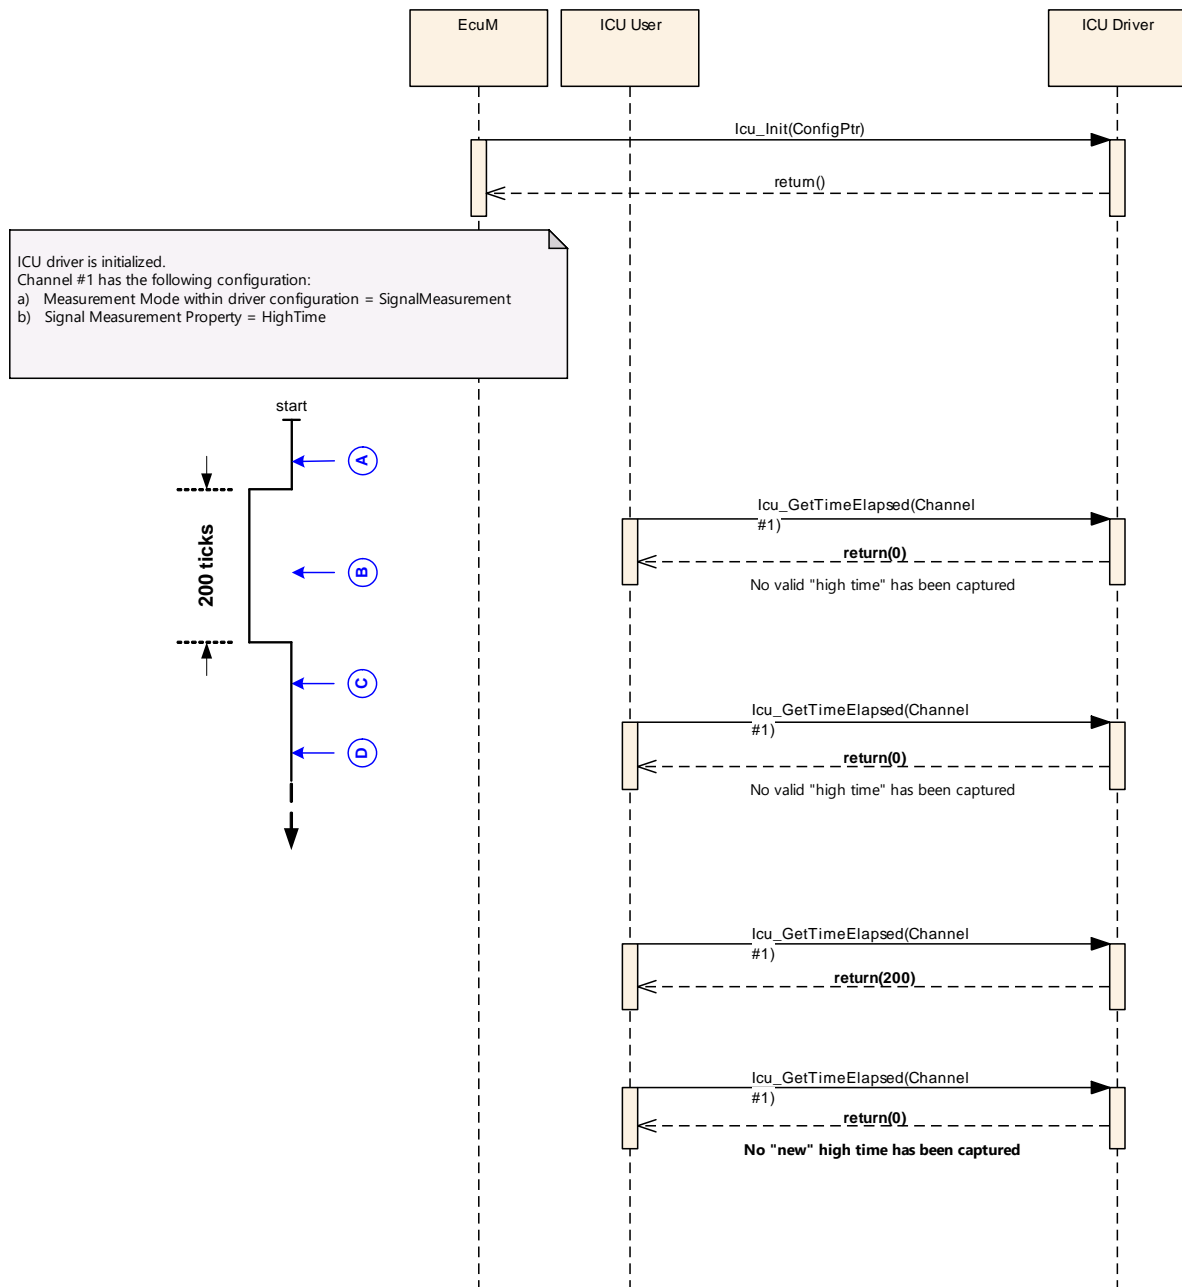 EcuM
ICU User
ICU Driver
Icu_Init(ConfigPtr)
return()
ICU driver is initialized.
Channel #1 has the following configuration:
a) Measurement Mode within driver configuration = SignalMeasurement
b) Signal Measurement Property = HighTime
start
A
200 ticks
B
C
D
Icu_GetTimeElapsed(Channel
#1)
return(0)
No valid "high time" has been captured
Icu_GetTimeElapsed(Channel
#1)
return(0)
No valid "high time" has been captured
Icu_GetTimeElapsed(Channel
#1)
return(200)
Icu_GetTimeElapsed(Channel
#1)
return(0)
No "new" high time has been captured